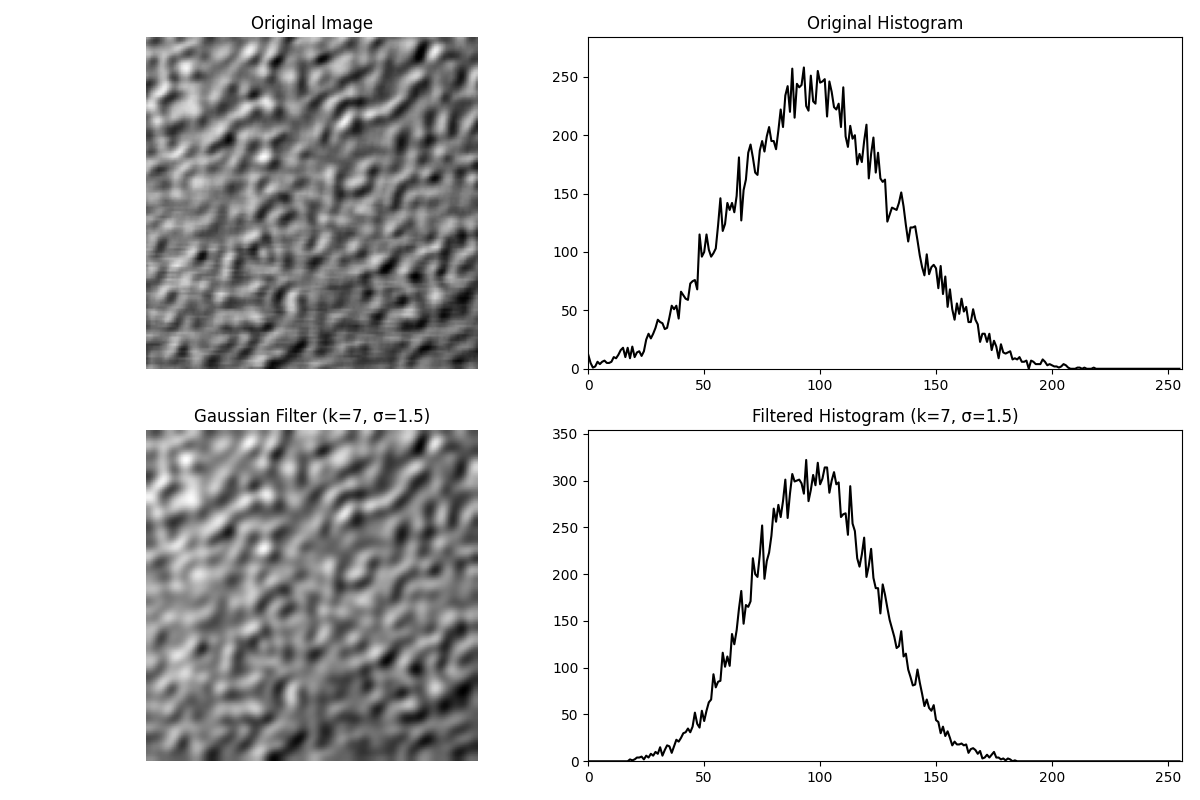 Original Image
Original Histogram
250
200
150
100
50
0
0 50 100 150 200 250
Gaussian Filter (k=7, σ=1.5)
Filtered Histogram (k=7, σ=1.5)
350
300
250
200
150
100
50
0
0 50 100 150 200 250